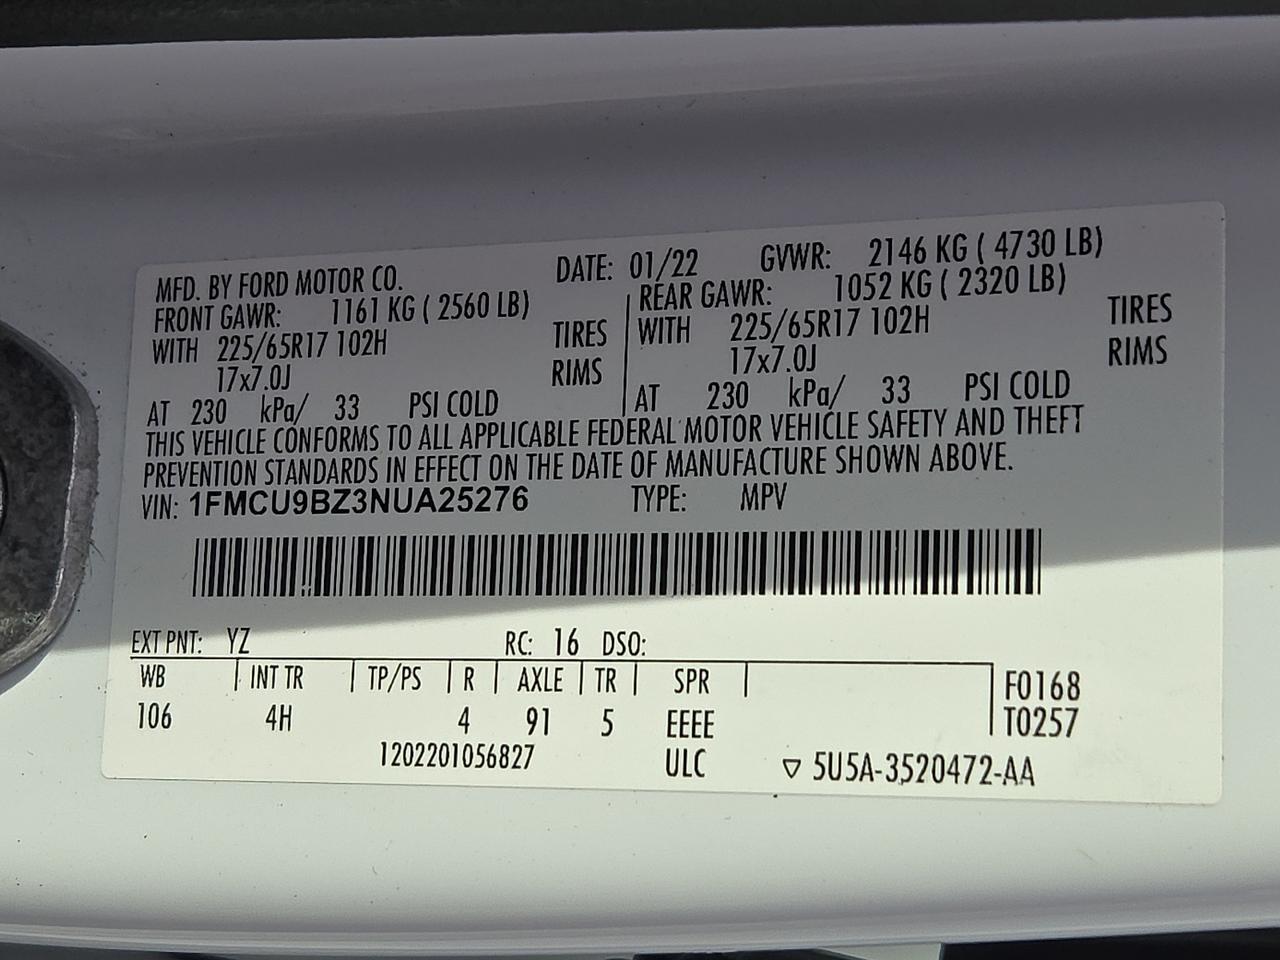 MFD. BY FORD MOTOR CO. DATE: 01/22 GVWR: 2146 KG ( 4730 LB)
FRONT GAWR: 1161 KG ( 2560 LB) REAR GAWR: 1052 KG ( 2320 LB)
WITH 225/65R17 102H TIRES WITH 225/65R17 102H TIRES
17x7.0J RIMS 17x7.0J RIMS
AT 230 kPa/ 33 PSI COLD AT 230 kPa/ 33 PSI COLD
THIS VEHICLE CONFORMS TO ALL APPLICABLE FEDERAL MOTOR VEHICLE SAFETY AND THEFT
PREVENTION STANDARDS IN EFFECT ON THE DATE OF MANUFACTURE SHOWN ABOVE.
VIN: 1FMCU9BZ3NUA25276 TYPE: MPV
EXT PNT: YZ RC: 16 DSO:
WB INT TR TP/PS R AXLE TR SPR F0168
106 4H 4 91 5 EEEE T0257
1202201056827 ULC ▽ 5U5A-3520472-AA